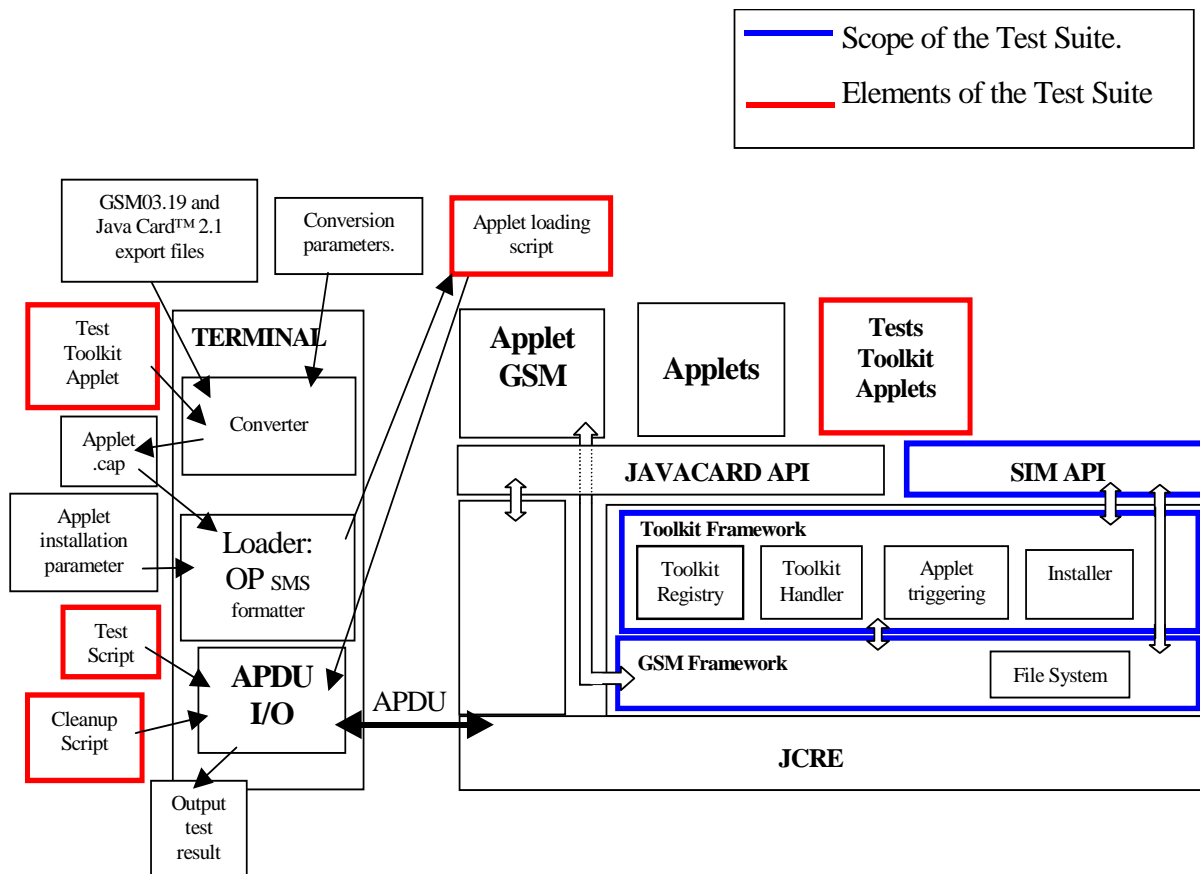 Scope of the Test Suite.
Elements of the Test Suite
GSM03.19 and
Java Card™ 2.1
export files
Conversion
parameters.
Applet loading
script
Test
Toolkit
Applet
TERMINAL
Converter
Applet
.cap
Applet
installation
parameter
Loader:
OP SMS
formatter
Test
Script
APDU
I/O
Cleanup
Script
Output
test
result
APDU
Applet
GSM
Applets
Tests
Toolkit
Applets
JAVACARD API
SIM API
Toolkit Framework
Toolkit
Registry
Toolkit
Handler
Applet
triggering
Installer
GSM Framework
File System
JCRE